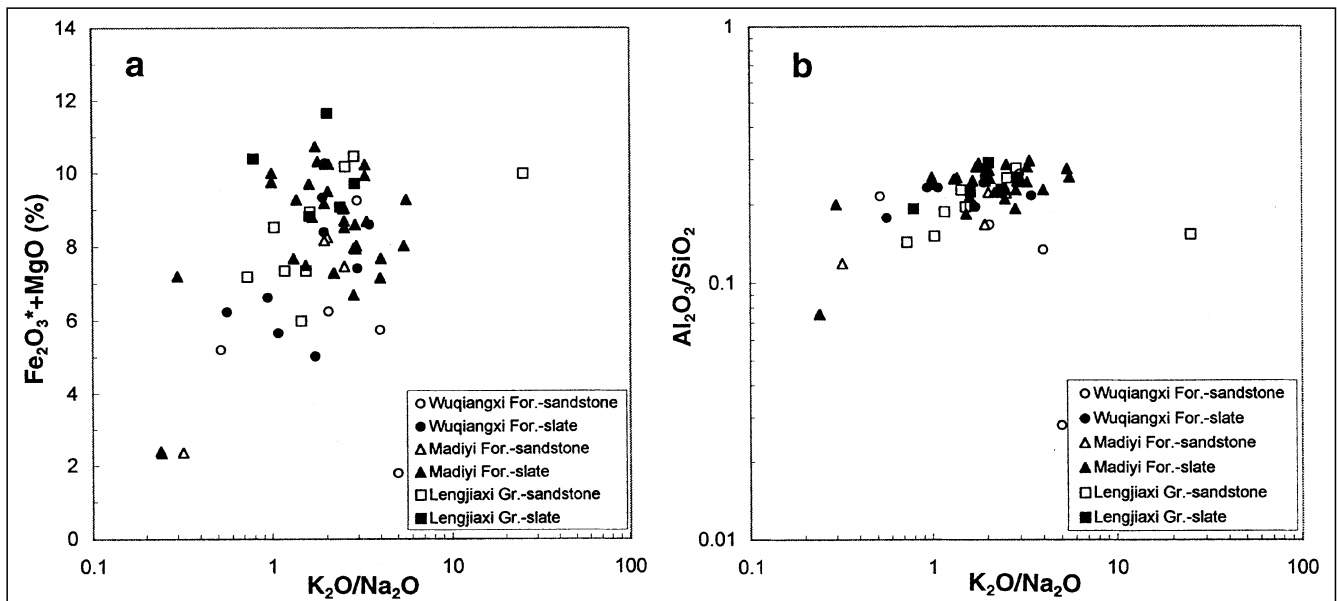 a
14
12
10
8
6
4
2
0
Fe₂O₃*+MgO (%)
0.1 1 10 100
K₂O/Na₂O
Wuqiangxi For.-sandstone
Wuqiangxi For.-slate
Madiyi For.-sandstone
Madiyi For.-slate
Lengjiaxi Gr.-sandstone
Lengjiaxi Gr.-slate
b
1
0.1
0.01
Al₂O₃/SiO₂
0.1 1 10 100
K₂O/Na₂O
Wuqiangxi For.-sandstone
Wuqiangxi For.-slate
Madiyi For.-sandstone
Madiyi For.-slate
Lengjiaxi Gr.-sandstone
Lengjiaxi Gr.-slate